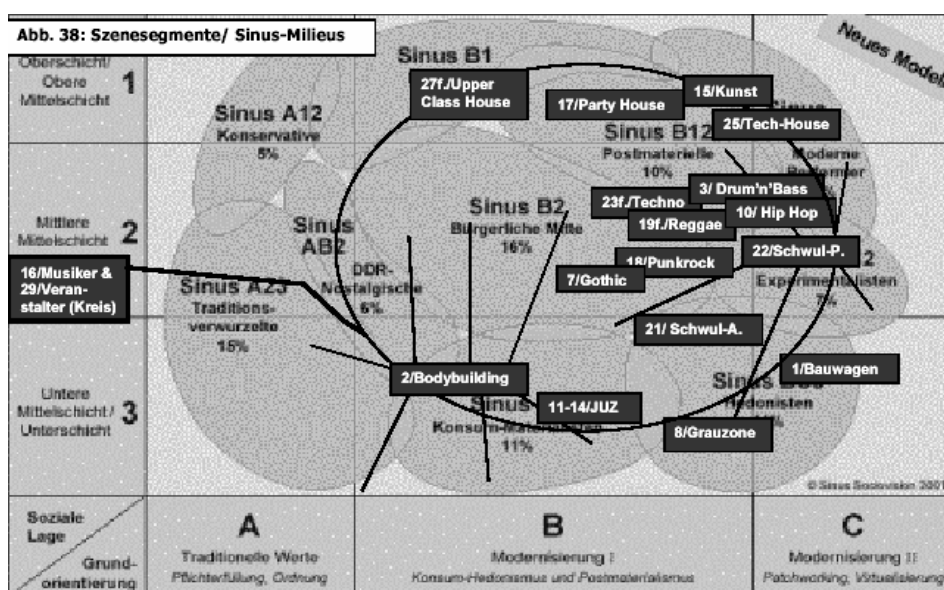 Abb. 38: Szenesegmente/ Sinus-Milieus
Neues Model
Oberschicht/
Obere
Mittelschicht
1
Sinus B1
27f./Upper
Class House
17/Party House
15/Kunst
25/Tech-House
Sinus A12
Konservative
5%
Sinus B12
Postmaterielle
10%
Moderne
Mittlere
Mittelschicht
2
Sinus
AB2
DDR-
Nostalgische
6%
Sinus B2
Bürgerliche Mitte
16%
3/ Drum'n'Bass
23f./Techno
10/ Hip Hop
19f./Reggae
22/Schwul-P.
18/Punkrock
7/Gothic
Experimentalisten
16/Musiker &
29/Veran-
stalter (Kreis)
Sinus A23
Traditions-
verwurzelte
15%
21/ Schwul-A.
1/Bauwagen
Untere
Mittelschicht/
Unterschicht
3
2/Bodybuilding
11-14/JUZ
8/Grauzone
Sinus
Konsum-Materialisten
11%
Sinus
Hedonisten
© Sinus Sociovision 2001
Soziale
Lage
Grund-
orientierung
A
Traditionelle Werte
Pflichterfüllung, Ordnung
B
Modernisierung I
Konsum-Hedonismus und Postmaterialismus
C
Modernisierung II
Patchworking, Virtualisierung